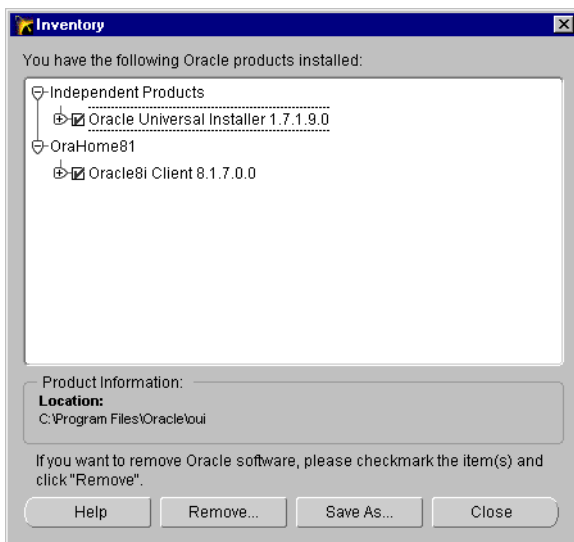 Inventory
You have the following Oracle products installed:
Independent Products
Oracle Universal Installer 1.7.1.9.0
OraHome81
Oracle8i Client 8.1.7.0.0
Product Information:
Location:
C:\Program Files\Oracle\oui
If you want to remove Oracle software, please checkmark the item(s) and
click "Remove".
Help Remove... Save As... Close